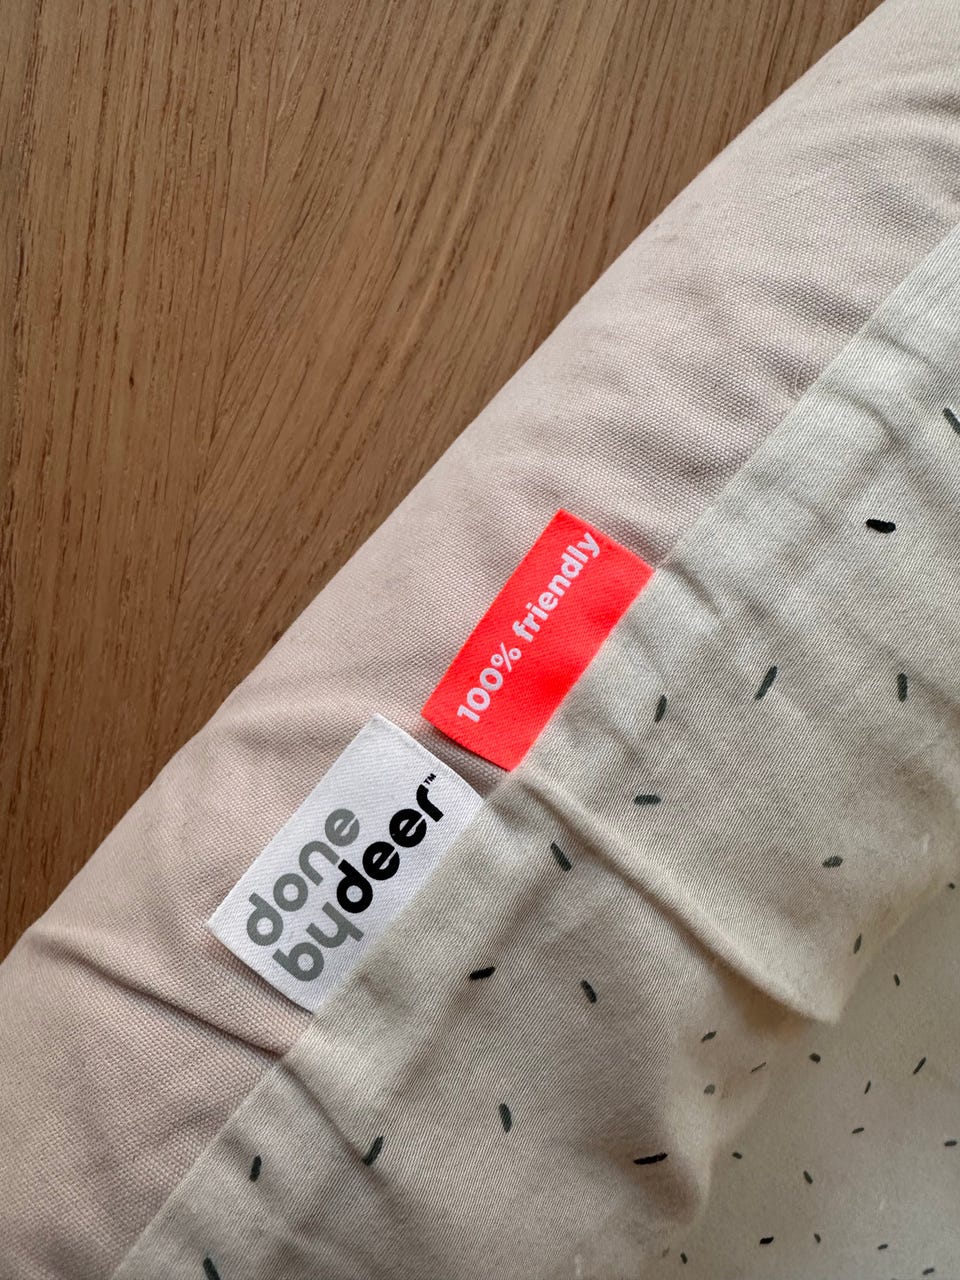 100% friendly
done
bydeer™